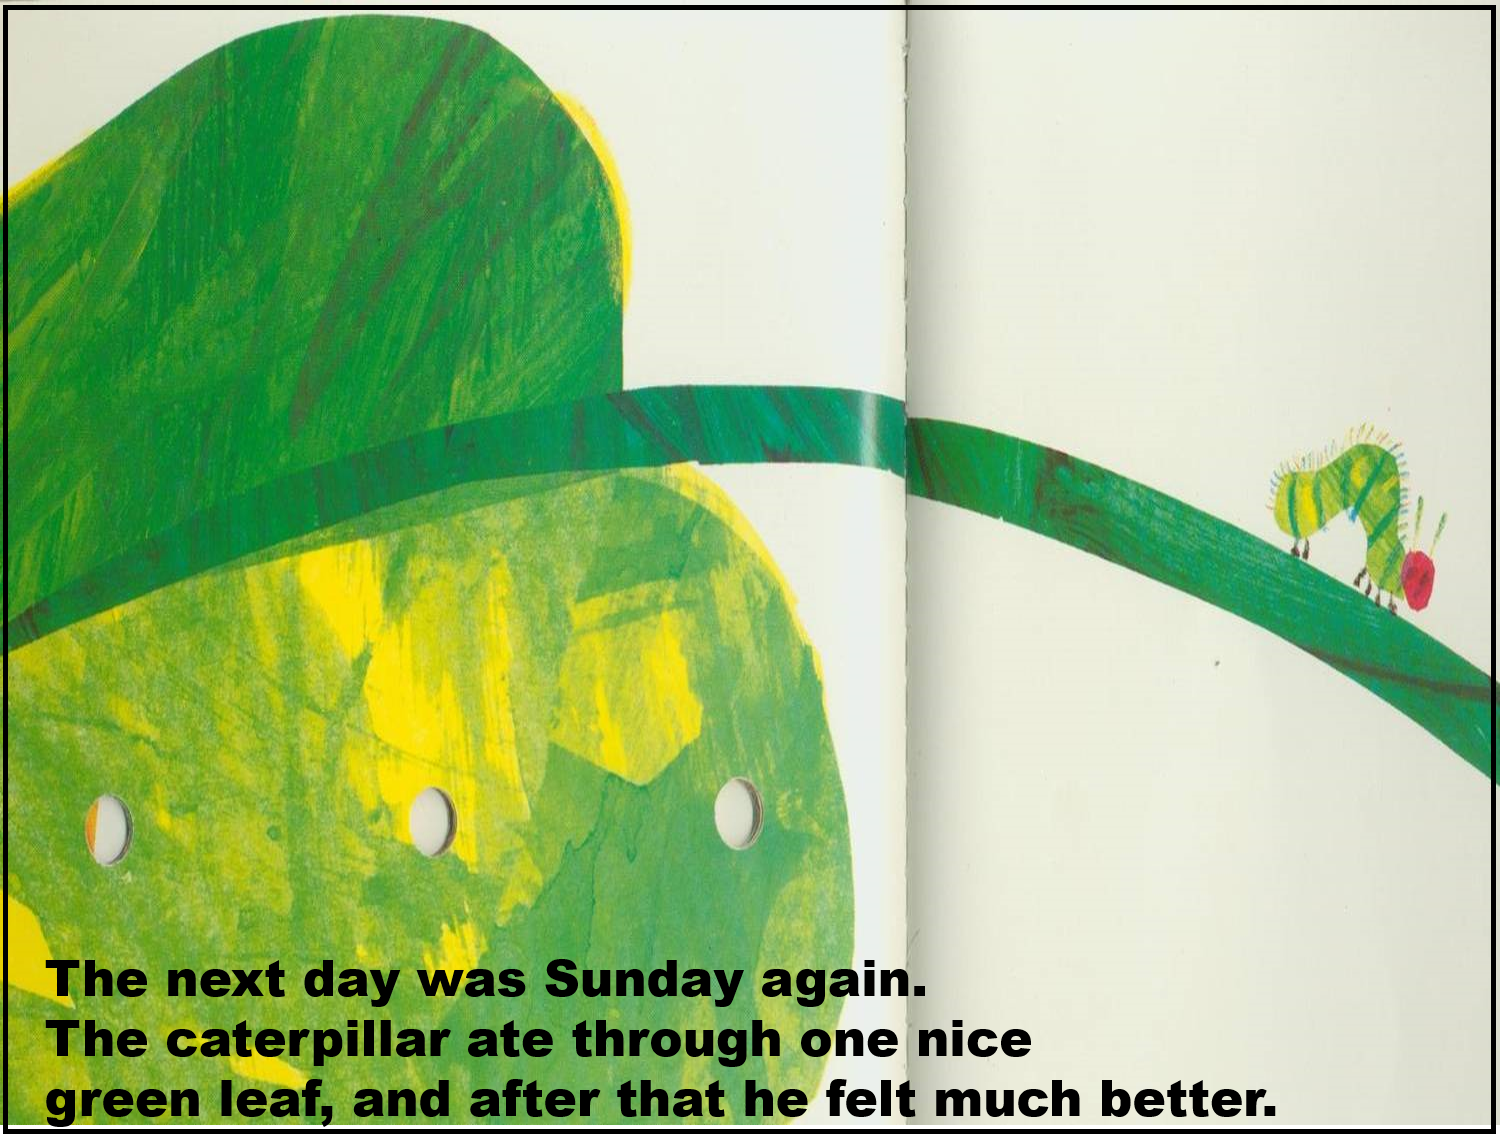 The next day was Sunday again.
The caterpillar ate through one nice
green leaf, and after that he felt much better.